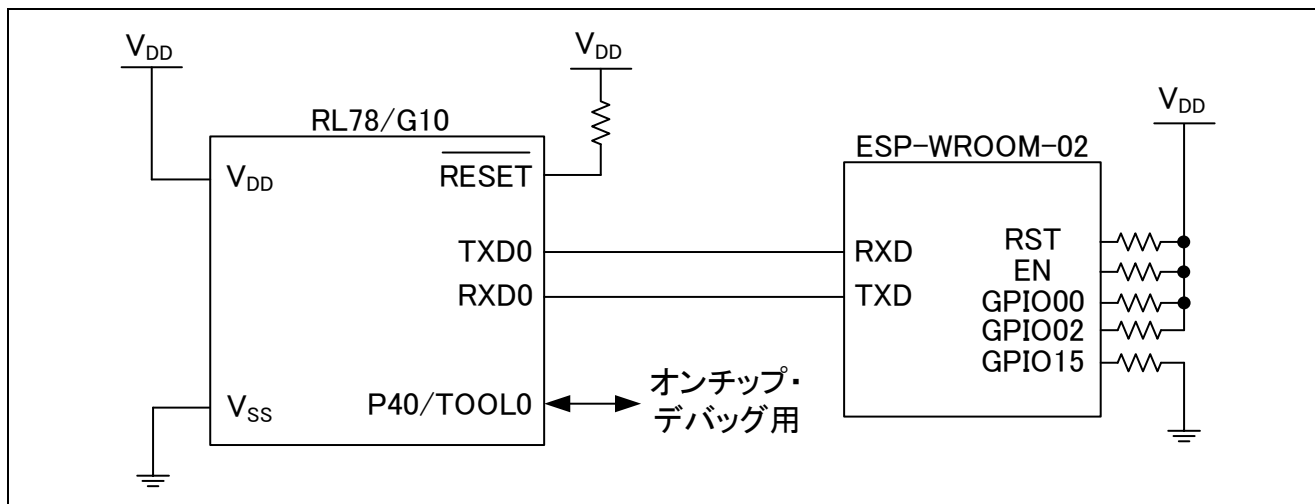 VDD
VDD
VDD
RL78/G10
ESP-WROOM-02
VDD
RESET
TXD0
RXD0
VSS
P40/TOOL0
オンチップ・
デバッグ用
RXD
TXD
RST
EN
GPIO00
GPIO02
GPIO15